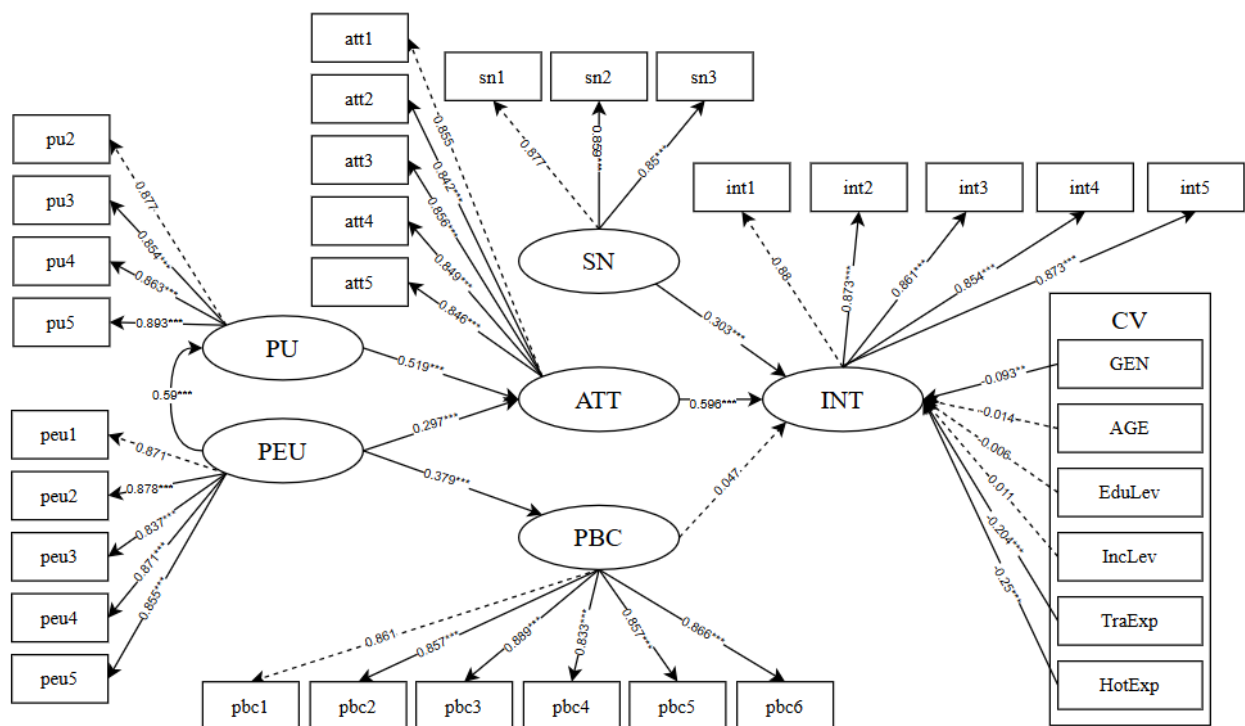 att1
att2
att3
att4
att5
sn1
sn2
sn3
pu2
pu3
pu4
pu5
int1
int2
int3
int4
int5
0.855
0.842***
0.856***
0.849***
0.846***
0.877
0.859***
0.85***
0.877
0.854***
0.863***
0.893***
0.88
0.873***
0.861***
0.854***
0.873***
SN
PU
ATT
INT
PEU
PBC
0.303***
0.519***
0.596***
0.59***
0.297***
0.379***
0.047
CV
GEN
AGE
EduLev
IncLev
TraExp
HotExp
-0.093**
-0.014
-0.006
-0.011
-0.204***
-0.25***
peu1
peu2
peu3
peu4
peu5
0.871
0.878***
0.837***
0.871***
0.855***
0.861
0.857***
0.889***
0.833***
0.857***
0.866***
pbc1
pbc2
pbc3
pbc4
pbc5
pbc6